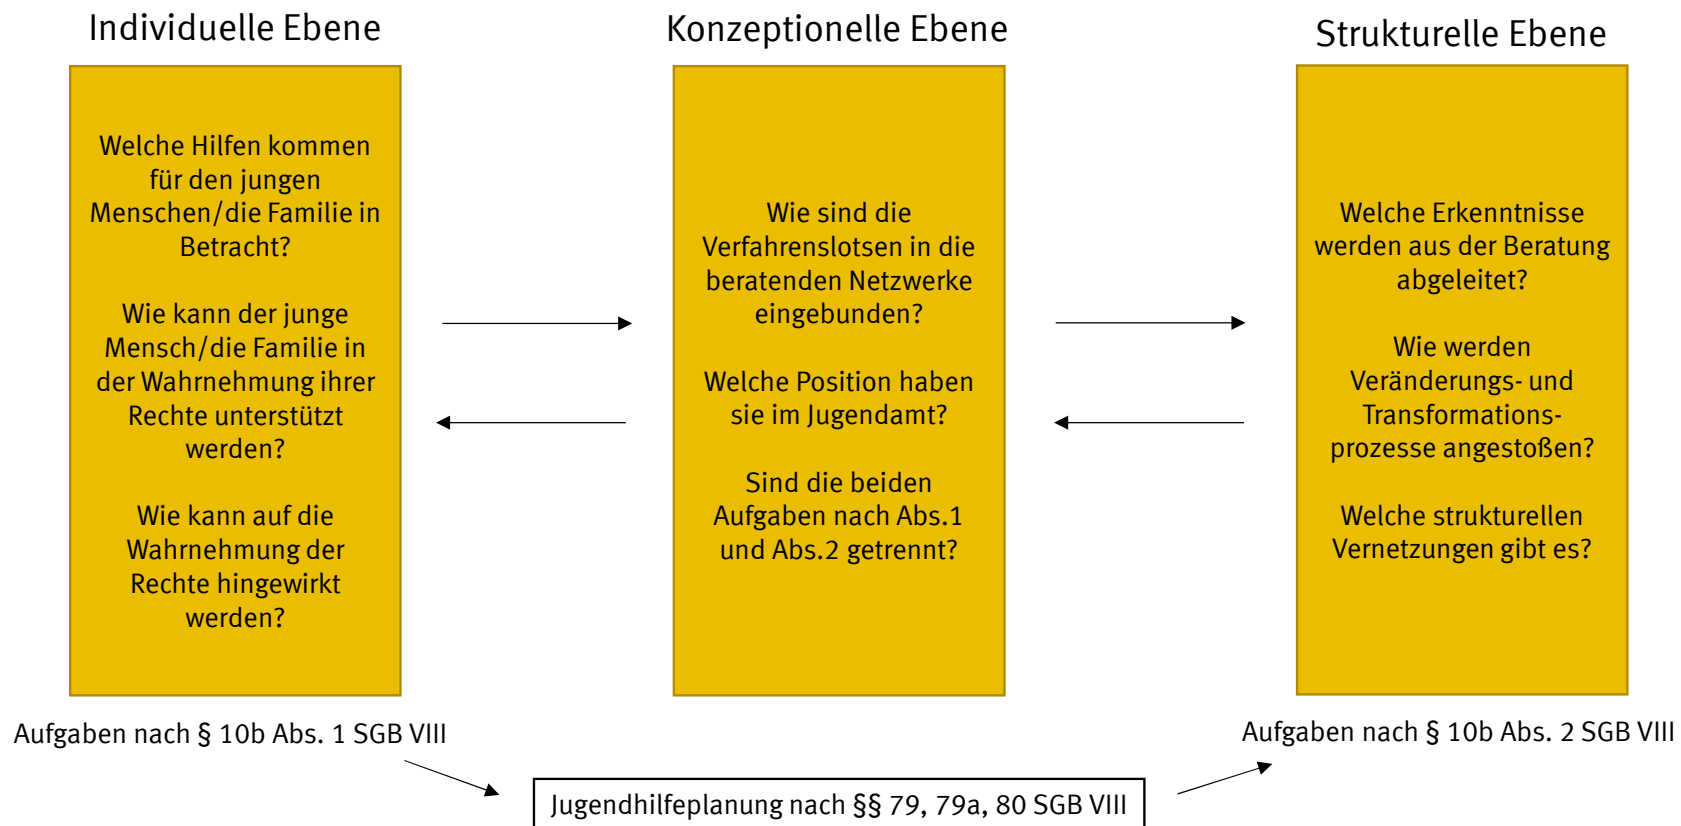 Individuelle Ebene
Welche Hilfen kommen
für den jungen
Menschen/die Familie in
Betracht?
Wie kann der junge
Mensch/die Familie in
der Wahrnehmung ihrer
Rechte unterstützt
werden?
Wie kann auf die
Wahrnehmung der
Rechte hingewirkt
werden?
Aufgaben nach § 10b Abs. 1 SGB VIII
Konzeptionelle Ebene
Wie sind die
Verfahrenslotsen in die
beratenden Netzwerke
eingebunden?
Welche Position haben
sie im Jugendamt?
Sind die beiden
Aufgaben nach Abs.1
und Abs.2 getrennt?
Strukturelle Ebene
Welche Erkenntnisse
werden aus der Beratung
abgeleitet?
Wie werden
Veränderungs- und
Transformations-
prozesse angestoßen?
Welche strukturellen
Vernetzungen gibt es?
Aufgaben nach § 10b Abs. 2 SGB VIII
Jugendhilfeplanung nach §§ 79, 79a, 80 SGB VIII